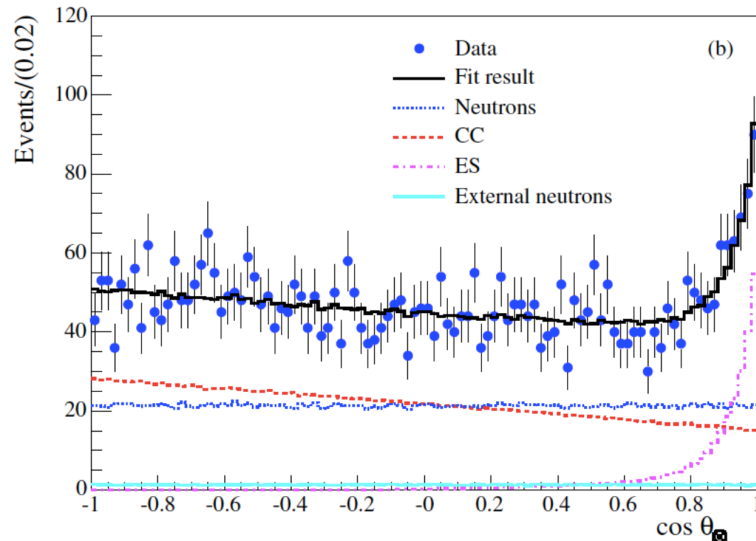 120
100
80
60
40
20
0
Events/(0.02)
(b)
Data
Fit result
Neutrons
CC
ES
External neutrons
-1 -0.8 -0.6 -0.4 -0.2 -0 0.2 0.4 0.6 0.8 1
cos θ